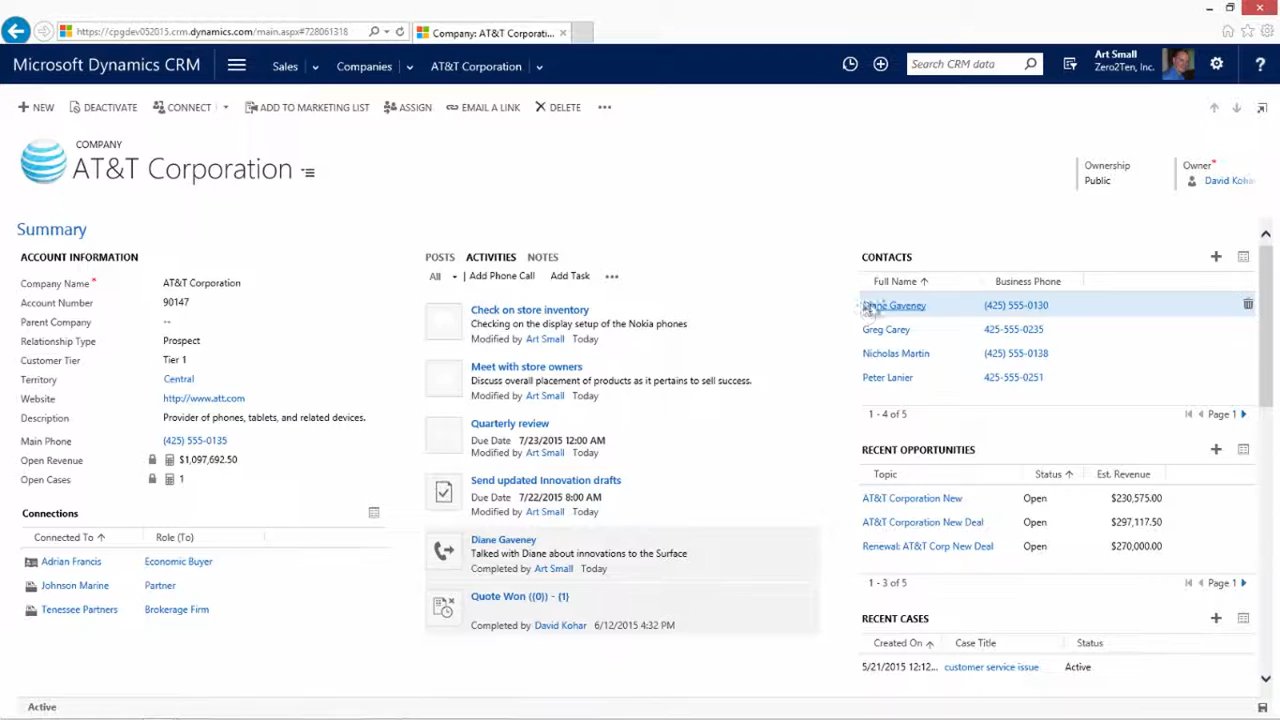 https://cpgdev052015.crm.dynamics.com/main.aspx#728061318
Company: AT&T Corporati...
Microsoft Dynamics CRM
Sales
Companies
AT&T Corporation
Search CRM data
Art Small
Zero2Ten, Inc.
?
NEW
DEACTIVATE
CONNECT
ADD TO MARKETING LIST
ASSIGN
EMAIL A LINK
DELETE
COMPANY
AT&T Corporation
Ownership
Public
Owner*
David Koha
Summary
ACCOUNT INFORMATION
Company Name * AT&T Corporation
Account Number 90147
Parent Company --
Relationship Type Prospect
Customer Tier Tier 1
Territory Central
Website http://www.att.com
Description Provider of phones, tablets, and related devices.
Main Phone (425) 555-0135
Open Revenue $1,097,692.50
Open Cases 1
Connections
Connected To Role (To)
Adrian Francis Economic Buyer
Johnson Marine Partner
Tenessee Partners Brokerage Firm
POSTS ACTIVITIES NOTES
All | Add Phone Call Add Task
Check on store inventory
Checking on the display setup of the Nokia phones
Modified by Art Small Today
Meet with store owners
Discuss overall placement of products as it pertains to sell success.
Modified by Art Small Today
Quarterly review
Due Date 7/23/2015 12:00 AM
Modified by Art Small Today
Send updated Innovation drafts
Due Date 7/22/2015 8:00 AM
Modified by Art Small Today
Diane Gaveney
Talked with Diane about innovations to the Surface
Completed by Art Small Today
Quote Won ({0}) - {1}
Completed by David Kohar 6/12/2015 4:32 PM
CONTACTS
Full Name Business Phone
Diane Gaveney (425) 555-0130
Greg Carey 425-555-0235
Nicholas Martin (425) 555-0138
Peter Lanier 425-555-0251
1 - 4 of 5 Page 1
RECENT OPPORTUNITIES
Topic Status Est. Revenue
AT&T Corporation New Open $230,575.00
AT&T Corporation New Deal Open $297,117.50
Renewal: AT&T Corp New Deal Open $270,000.00
1 - 3 of 5 Page 1
RECENT CASES
Created On Case Title Status
5/21/2015 12:12... customer service issue Active
Active